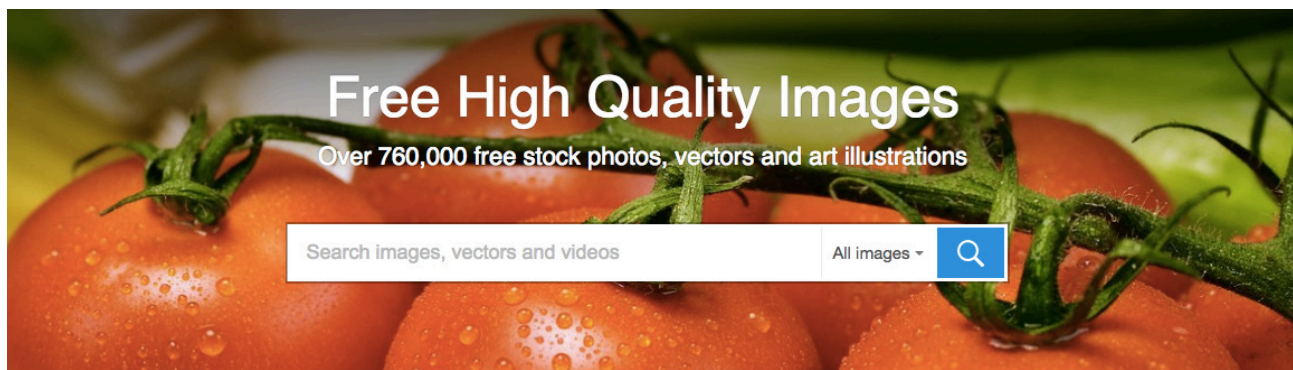 Free High Quality Images
Over 760,000 free stock photos, vectors and art illustrations
Search images, vectors and videos
All images